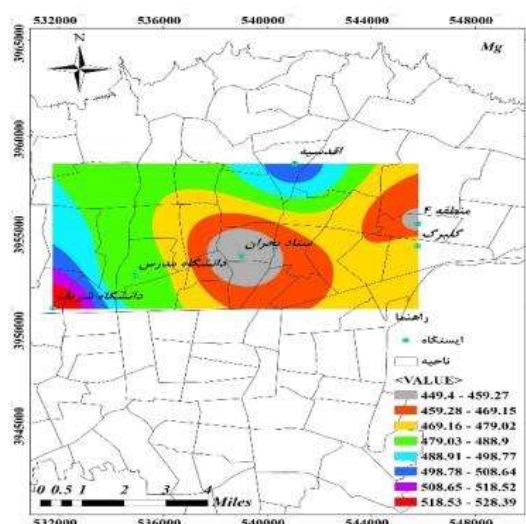 532000 536000 540000 544000 548000
Mg
N
3965000
3960000
3955000
3950000
3945000
اقدسیه
منطقه ۴
گلبرگ
ستاد بحران
دانشگاه مدرس
دانشگاه شریف
راهنما
ایستگاه
ناحیه
<VALUE>
449.4 - 459.27
459.28 - 469.15
469.16 - 479.02
479.03 - 488.9
488.91 - 498.77
498.78 - 508.64
508.65 - 518.52
518.53 - 528.39
0 0.5 1 2 3 4
Miles
532000 536000 540000 544000 548000